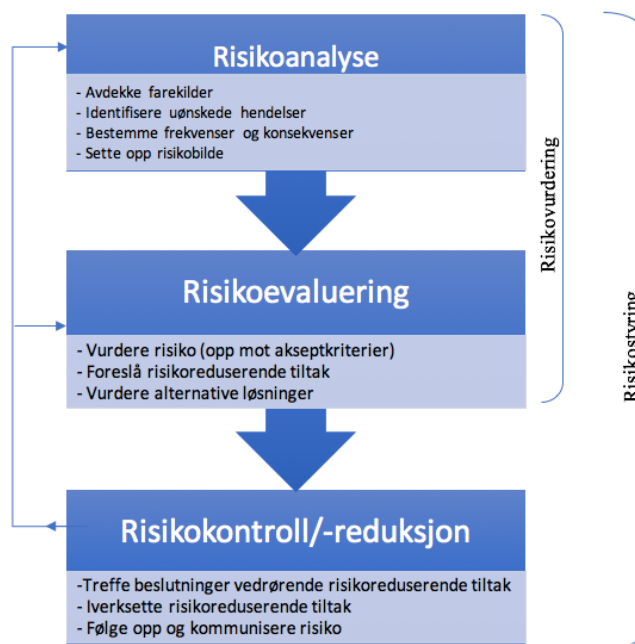 Risikoanalyse
- Avdekke farekilder
- Identifisere uønskede hendelser
- Bestemme frekvenser og konsekvenser
- Sette opp risikobilde
Risikoevaluering
- Vurdere risiko (opp mot akseptkriterier)
- Foreslå risikoreduserende tiltak
- Vurdere alternative løsninger
Risikokontroll/-reduksjon
-Treffe beslutninger vedrørende risikoreduserende tiltak
- Iverksette risikoreduserende tiltak
- Følge opp og kommunisere risiko
Risikovurdering
Risikostyring